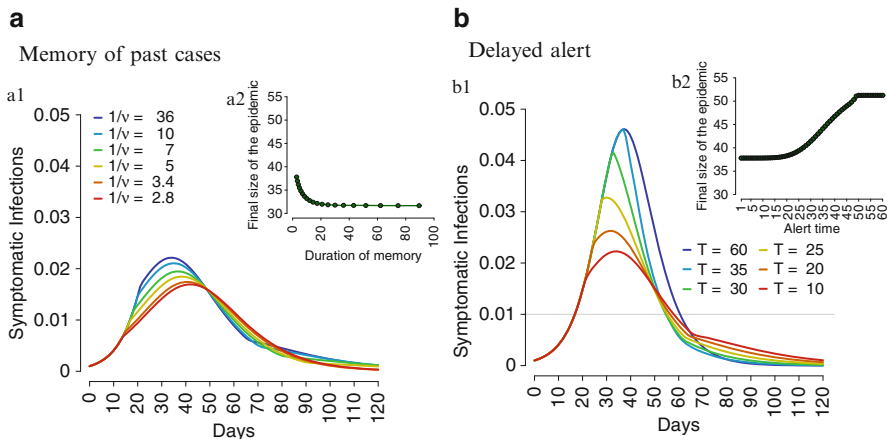 a
Memory of past cases
a1
Symptomatic Infections
0.05
0.04
0.03
0.02
0.01
0
1/ν = 36
1/ν = 10
1/ν = 7
1/ν = 5
1/ν = 3.4
1/ν = 2.8
0 10 20 30 40 50 60 70 80 90 100 110 120
Days
a2
Final size of the epidemic
55
50
45
40
35
30
0 20 40 60 80 100
Duration of memory
b
Delayed alert
b1
Symptomatic Infections
0.05
0.04
0.03
0.02
0.01
0
0 10 20 30 40 50 60 70 80 90 100 110 120
Days
b2
Final size of the epidemic
55
50
45
40
35
30
1 5 10 15 20 25 30 35 40 45 50 55 60
Alert time
T = 60 T = 25
T = 35 T = 20
T = 30 T = 10